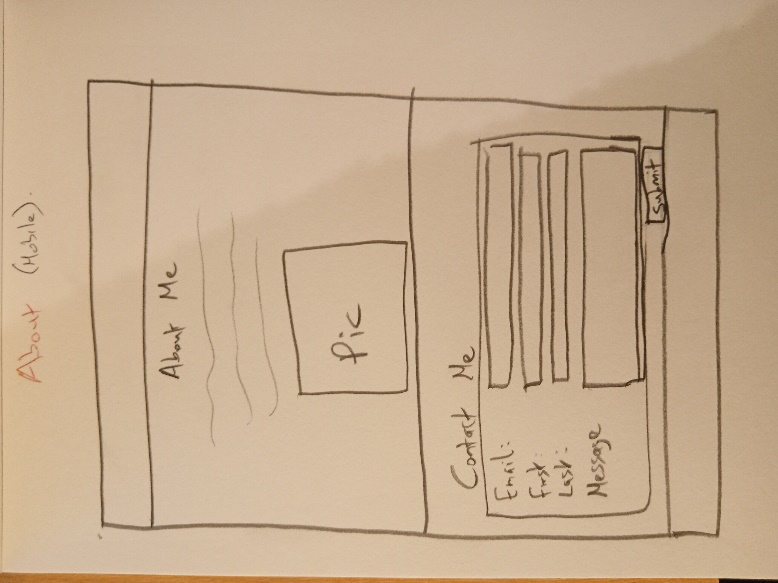 About (Mobile).
About Me
Pic
Contact Me
Email:
First:
Last:
Message
Submit